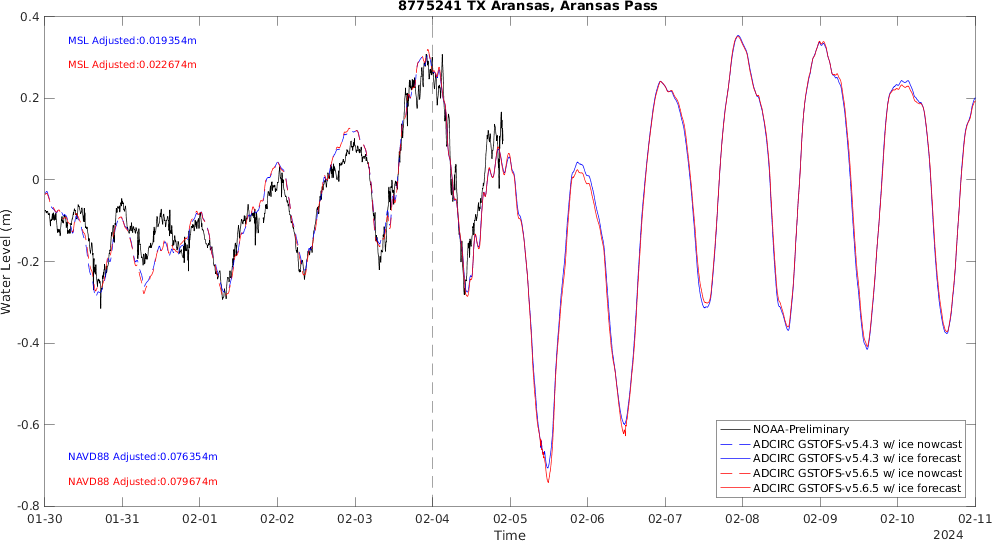 8775241 TX Aransas, Aransas Pass
MSL Adjusted:0.019354m
MSL Adjusted:0.022674m
NAVD88 Adjusted:0.076354m
NAVD88 Adjusted:0.079674m
Water Level (m)
0.4
0.2
0
-0.2
-0.4
-0.6
-0.8
NOAA-Preliminary
ADCIRC GSTOFS-v5.4.3 w/ ice nowcast
ADCIRC GSTOFS-v5.4.3 w/ ice forecast
ADCIRC GSTOFS-v5.6.5 w/ ice nowcast
ADCIRC GSTOFS-v5.6.5 w/ ice forecast
01-30 01-31 02-01 02-02 02-03 02-04 02-05 02-06 02-07 02-08 02-09 02-10 02-11
Time
2024